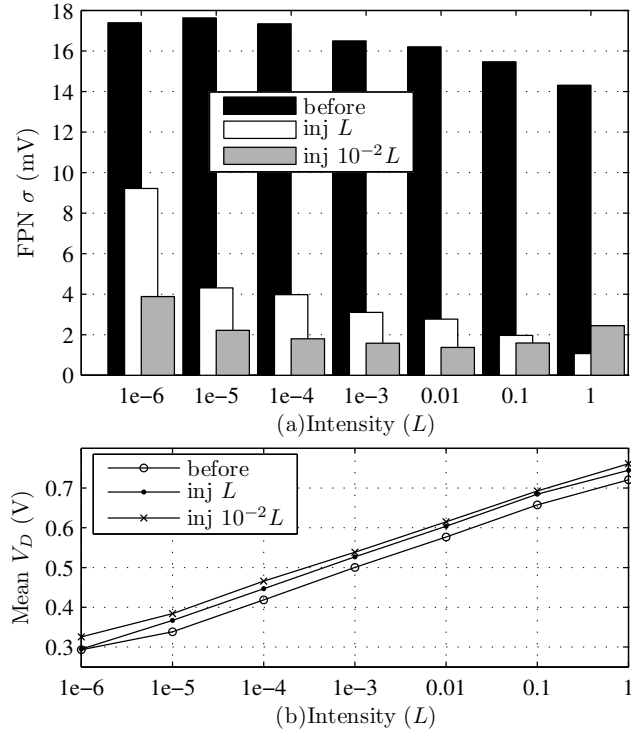 18
16
14
12
10
8
6
4
2
0
FPN σ (mV)
before
inj L
inj 10⁻²L
1e−6 1e−5 1e−4 1e−3 0.01 0.1 1
(a)Intensity (L)
0.7
0.6
0.5
0.4
0.3
Mean V_D (V)
before
inj L
inj 10⁻²L
1e−6 1e−5 1e−4 1e−3 0.01 0.1 1
(b)Intensity (L)